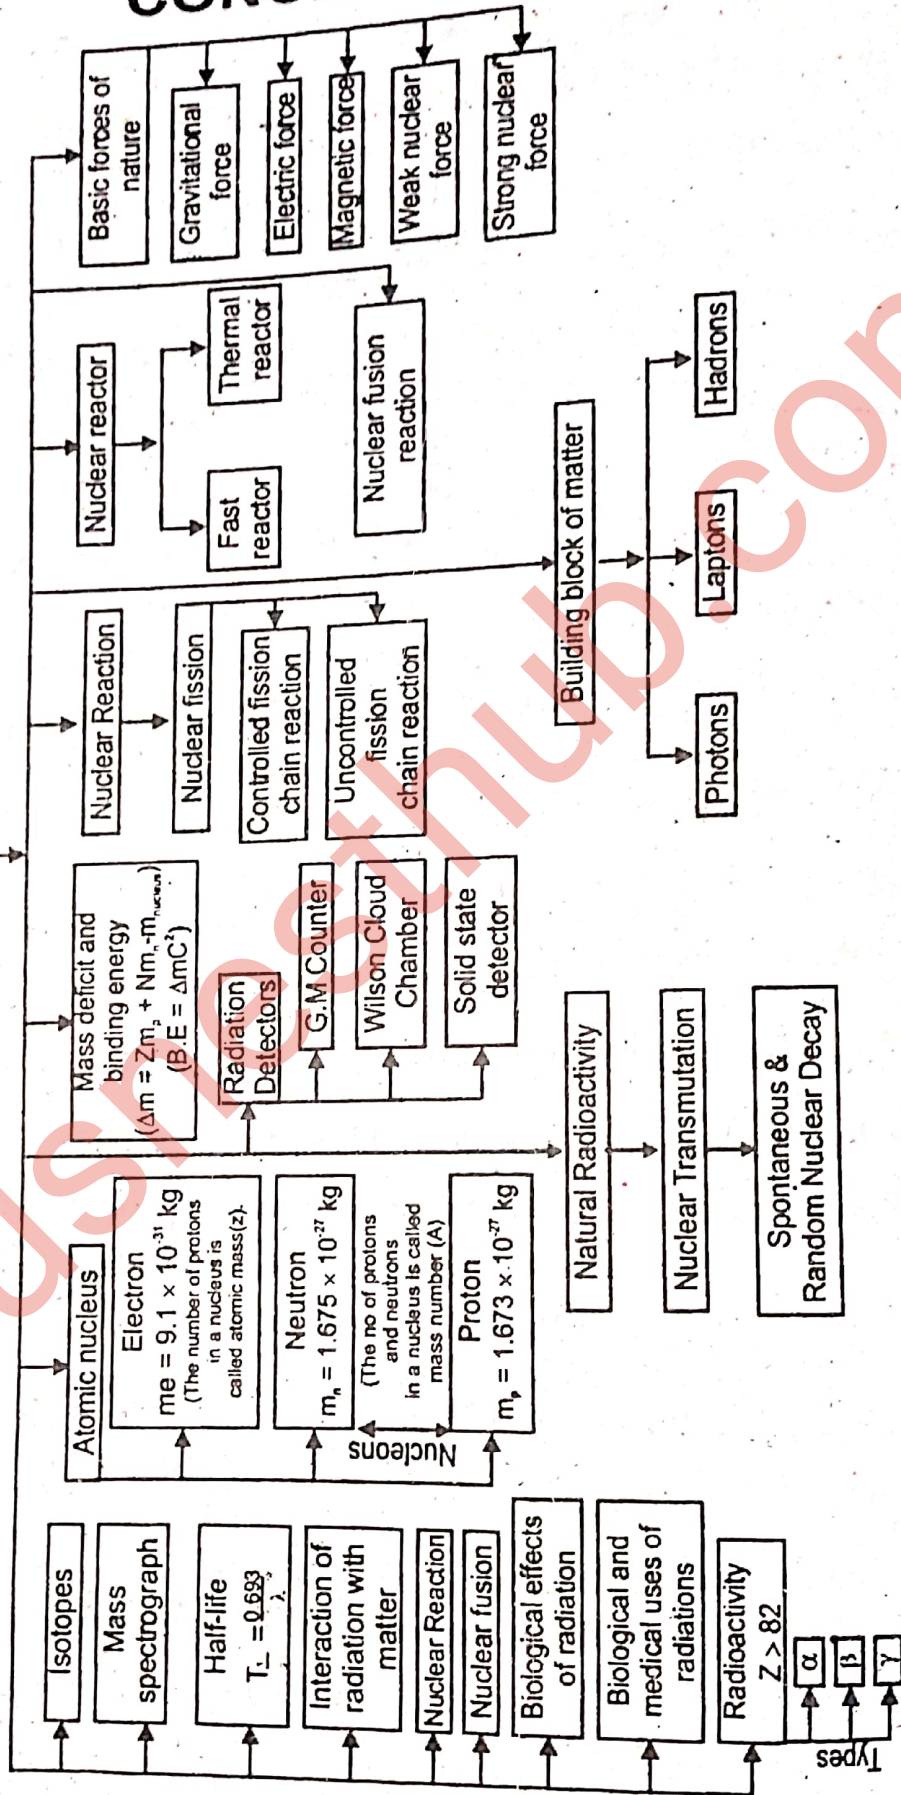 Isotopes
Mass
spectrograph
Half-life
T½ = 0.693
λ
Interaction of
radiation with
matter
Nuclear Reaction
Nuclear fusion
Biological effects
of radiation
Biological and
medical uses of
radiations
Radioactivity
Z > 82
Types
α
β
γ
Atomic nucleus
Electron
me = 9.1 × 10⁻³¹ kg
(The number of protons
in a nucleus is
called atomic mass(z).
Neutron
mₙ = 1.675 × 10⁻²⁷ kg
Nucleons
(The no of protons
and neutrons
in a nucleus is called
mass number (A)
Proton
mₚ = 1.673 × 10⁻²⁷ kg
Mass deficit and
binding energy
(Δm = Zmₚ + Nmₙ-m nucleus)
(B.E = ΔmC²)
Radiation
Detectors
G.M Counter
Wilson Cloud
Chamber
Solid state
detector
Natural Radioactivity
Nuclear Transmutation
Spontaneous &
Random Nuclear Decay
Nuclear Reaction
Nuclear fission
Controlled fission
chain reaction
Uncontrolled
fission
chain reaction
Nuclear reactor
Fast
reactor
Thermal
reactor
Nuclear fusion
reaction
Building block of matter
Photons
Laptons
Hadrons
Basic forces of
nature
Gravitational
force
Electric force
Magnetic force
Weak nuclear
force
Strong nuclear
force
usnesthub.com